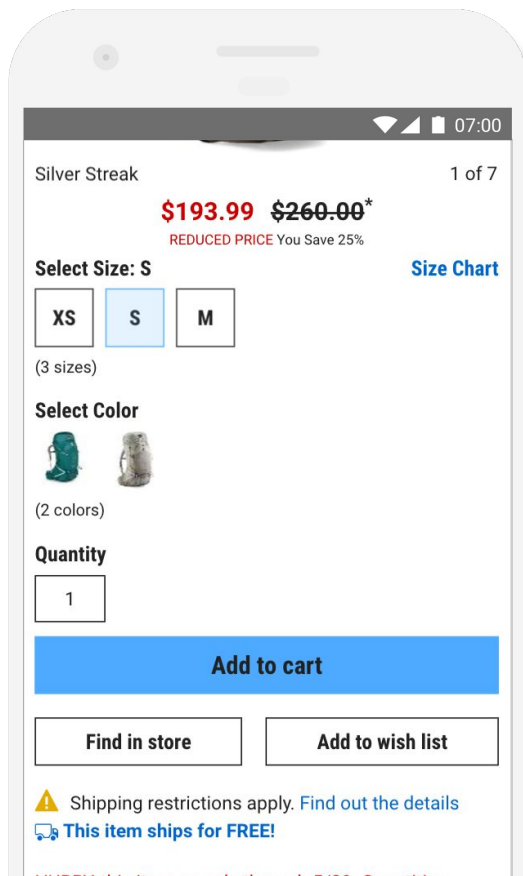 07:00
Silver Streak 1 of 7
$193.99 $260.00*
REDUCED PRICE You Save 25%
Select Size: S Size Chart
XS S M
(3 sizes)
Select Color
(2 colors)
Quantity
1
Add to cart
Find in store Add to wish list
Shipping restrictions apply. Find out the details
This item ships for FREE!